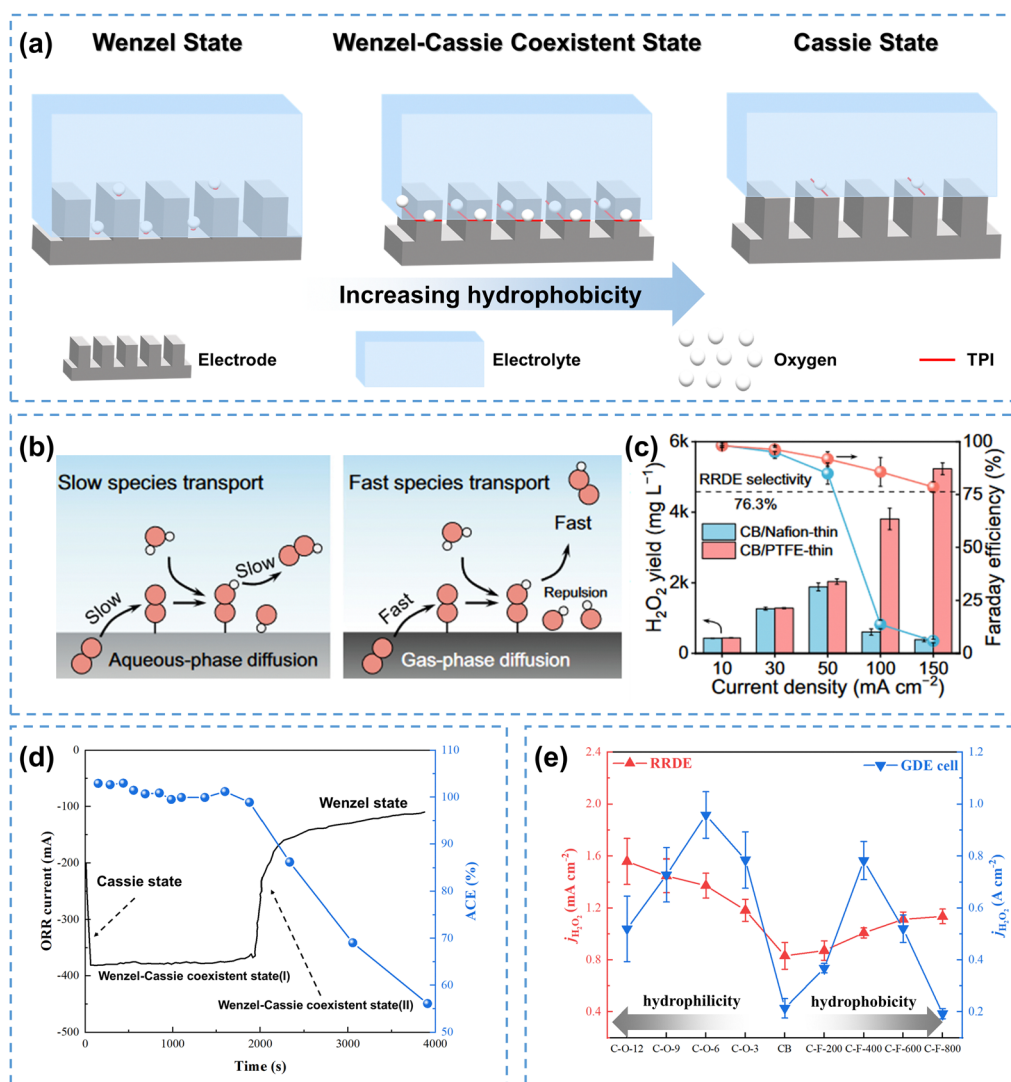 (a)
Wenzel State
Wenzel-Cassie Coexistent State
Cassie State
Increasing hydrophobicity
Electrode
Electrolyte
Oxygen
TPI
(b)
Slow species transport
Slow
Slow
Aqueous-phase diffusion
Fast species transport
Fast
Fast
Repulsion
Gas-phase diffusion
(c)
H₂O₂ yield (mg L⁻¹)
6k
4k
2k
0
RRDE selectivity
76.3%
CB/Nafion-thin
CB/PTFE-thin
100
75
50
25
0
Faraday efficiency (%)
10 30 50 100 150
Current density (mA cm⁻²)
(d)
ORR current (mA)
0
-100
-200
-300
-400
-500
Cassie state
Wenzel state
Wenzel-Cassie coexistent state(I)
Wenzel-Cassie coexistent state(II)
110
100
90
80
70
60
50
ACE (%)
0 1000 2000 3000 4000
Time (s)
(e)
jH₂O₂ (mA cm⁻²)
2.4
2.0
1.6
1.2
0.8
0.4
RRDE
GDE cell
hydrophilicity
hydrophobicity
1.2
1.0
0.8
0.6
0.4
0.2
jH₂O₂ (A cm⁻²)
C-O-12 C-O-9 C-O-6 C-O-3 CB C-F-200 C-F-400 C-F-600 C-F-800